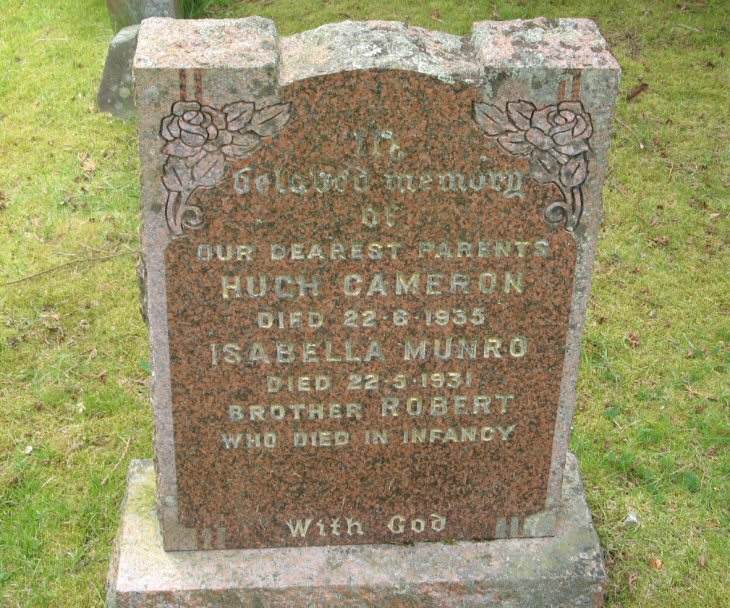 In
beloved memory
of
OUR DEAREST PARENTS
HUGH CAMERON
DIED 22·6·1935
ISABELLA MUNRO
DIED 22·5·1931
BROTHER ROBERT
WHO DIED IN INFANCY
With God